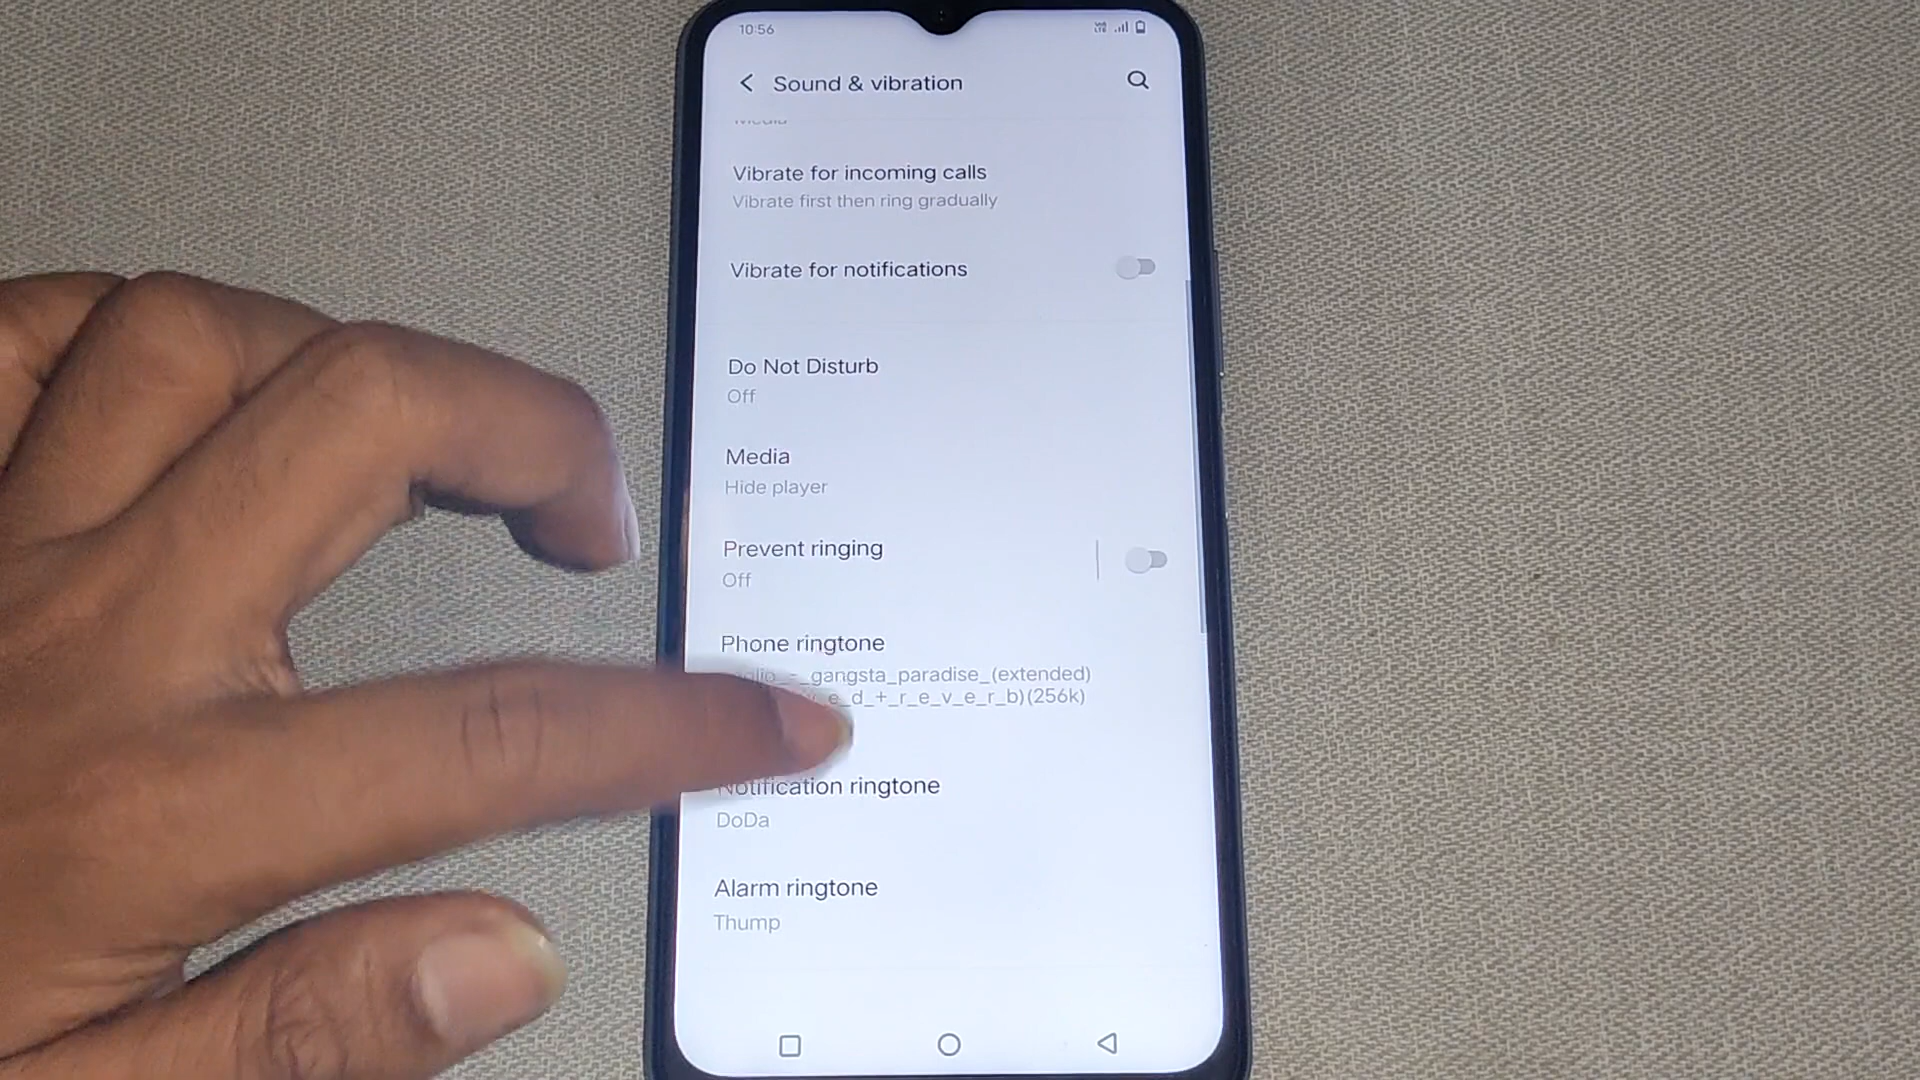 10:56
Sound & vibration
Vibrate for incoming calls
Vibrate first then ring gradually
Vibrate for notifications
Do Not Disturb
Off
Media
Hide player
Prevent ringing
Off
Phone ringtone
_gangsta_paradise_(extended)
e_d_+_r_e_v_e_r_b)(256k)
Notification ringtone
DoDa
Alarm ringtone
Thump